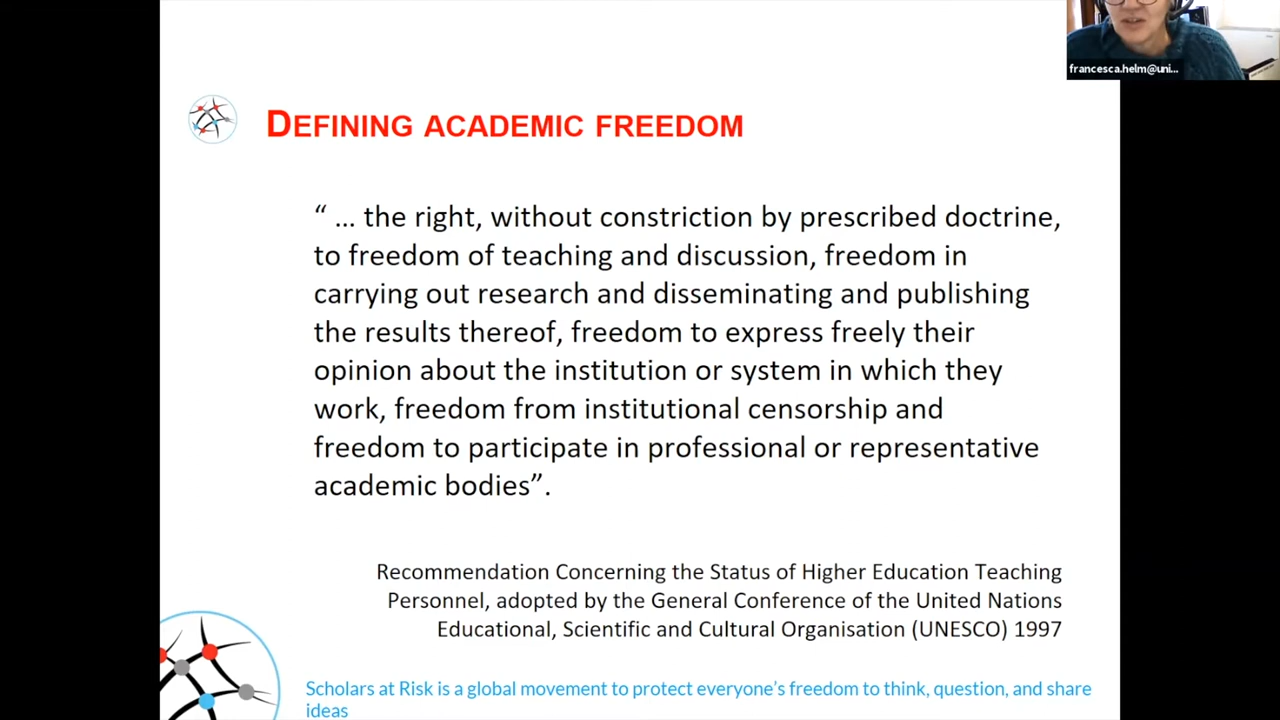 francesca.helm@uni...
DEFINING ACADEMIC FREEDOM
“ … the right, without constriction by prescribed doctrine,
to freedom of teaching and discussion, freedom in
carrying out research and disseminating and publishing
the results thereof, freedom to express freely their
opinion about the institution or system in which they
work, freedom from institutional censorship and
freedom to participate in professional or representative
academic bodies”.
Recommendation Concerning the Status of Higher Education Teaching
Personnel, adopted by the General Conference of the United Nations
Educational, Scientific and Cultural Organisation (UNESCO) 1997
Scholars at Risk is a global movement to protect everyone’s freedom to think, question, and share
ideas